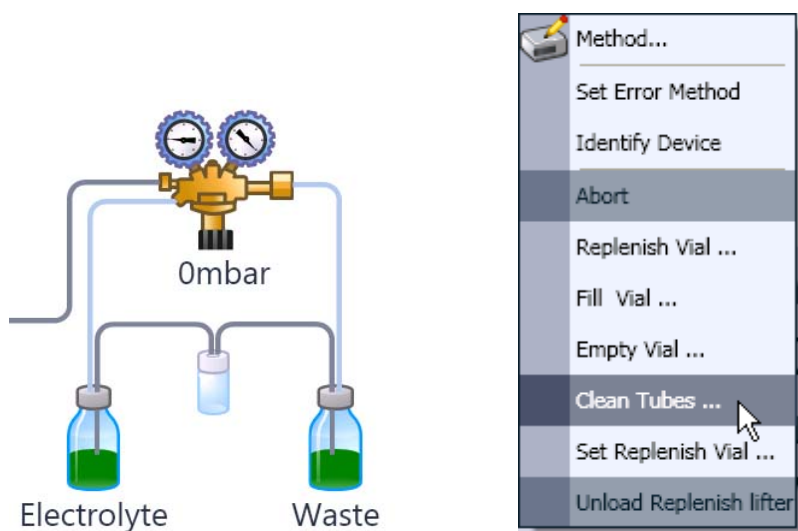 0mbar
Electrolyte
Waste
Method...
Set Error Method
Identify Device
Abort
Replenish Vial ...
Fill  Vial ...
Empty Vial ...
Clean Tubes ...
Set Replenish Vial ...
Unload Replenish lifter